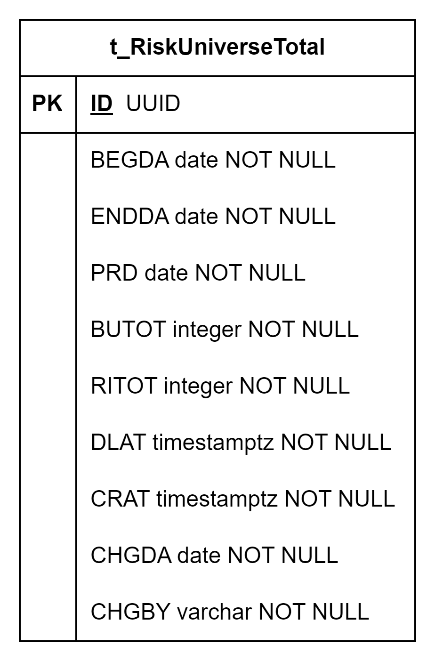 t_RiskUniverseTotal
PK ID UUID
BEGDA date NOT NULL
ENDDA date NOT NULL
PRD date NOT NULL
BUTOT integer NOT NULL
RITOT integer NOT NULL
DLAT timestamptz NOT NULL
CRAT timestamptz NOT NULL
CHGDA date NOT NULL
CHGBY varchar NOT NULL